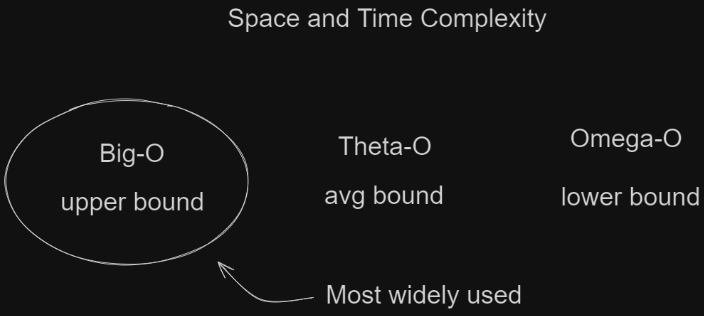 Space and Time Complexity
Big-O
upper bound
Theta-O
avg bound
Omega-O
lower bound
Most widely used